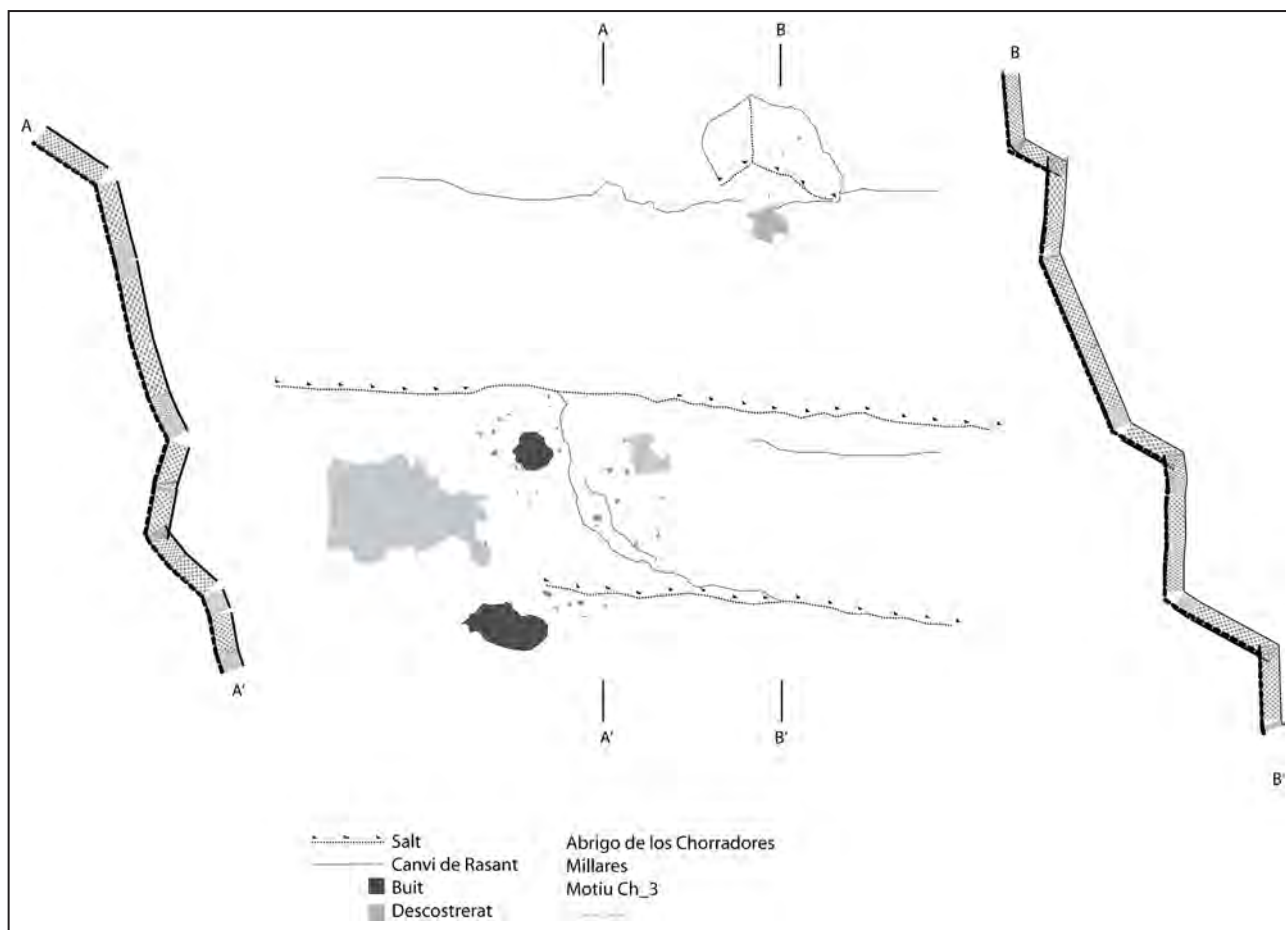 A
B
A
B
A'
B'
A'
B'
Salt
Canvi de Rasant
Buit
Descostrerat
Abrigo de los Chorradores
Millares
Motiu Ch_3